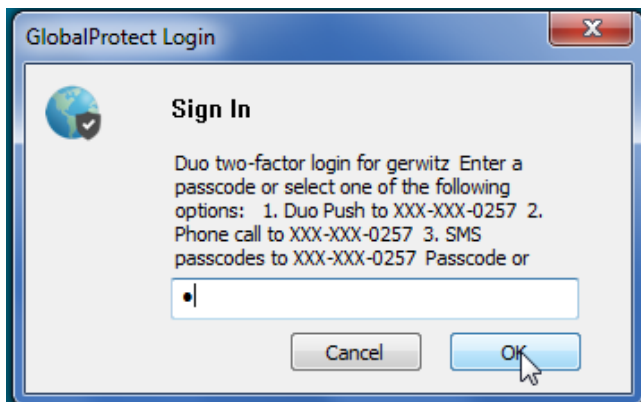 GlobalProtect Login
Sign In
Duo two-factor login for gerwitz Enter a
passcode or select one of the following
options: 1. Duo Push to XXX-XXX-0257 2.
Phone call to XXX-XXX-0257 3. SMS
passcodes to XXX-XXX-0257 Passcode or
Cancel
OK